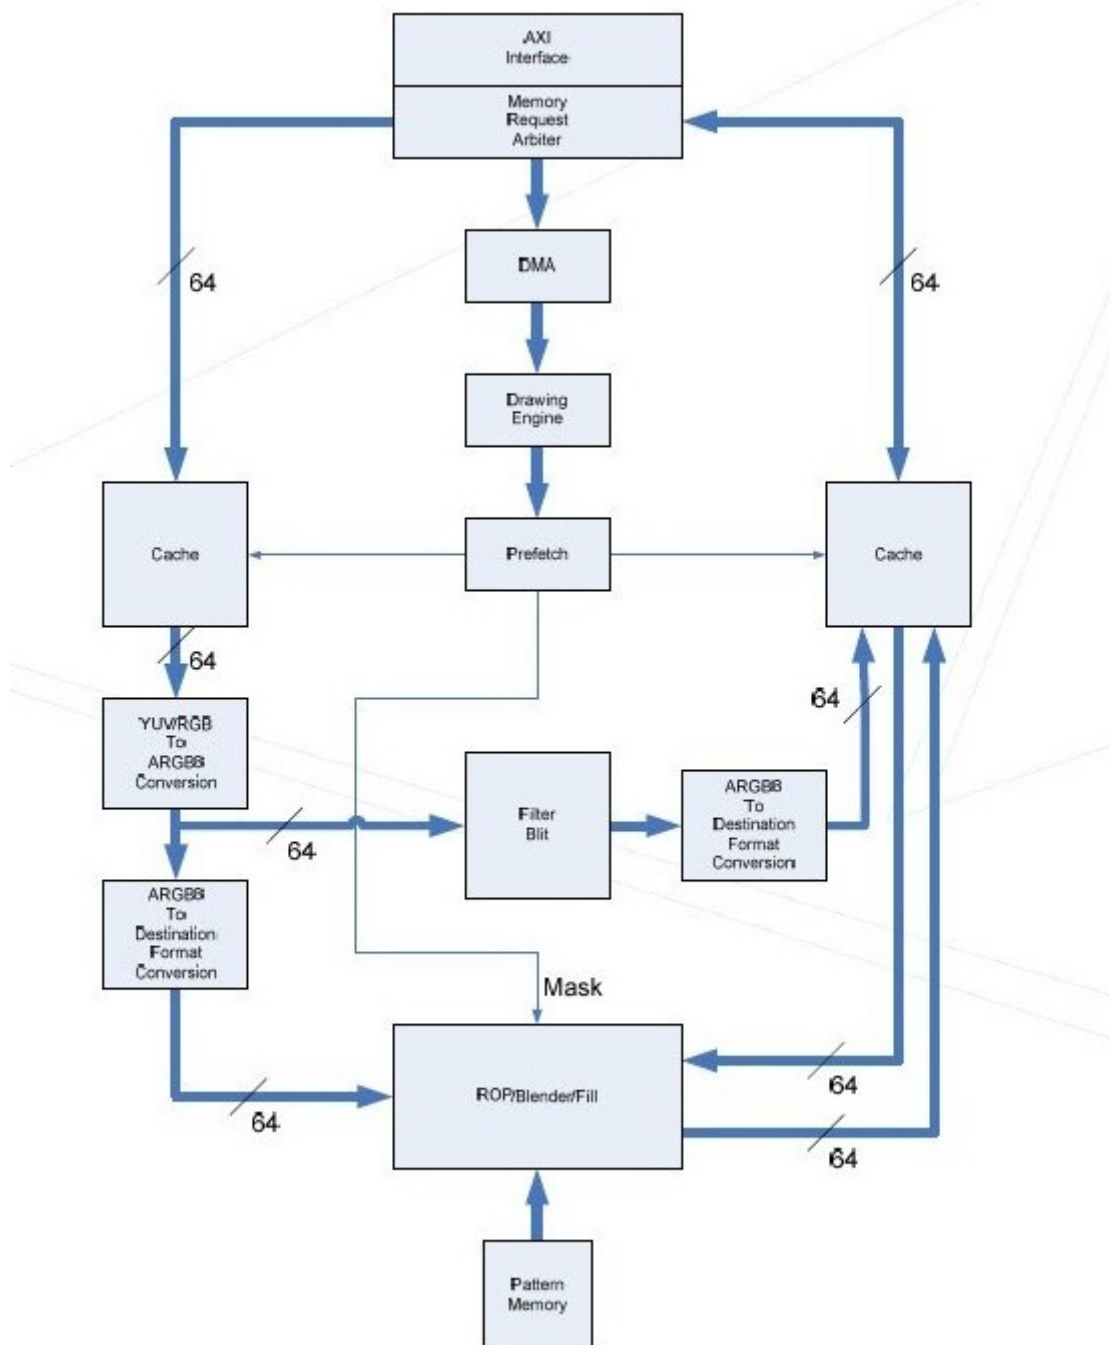 AXI
Interface
Memory
Request
Arbiter
64
64
DMA
Drawing
Engine
Cache
Prefetch
Cache
64
64
YUV/RGB
To
ARGB8
Conversion
Filter
Blit
ARGB8
To
Destination
Format
Conversion
64
ARGB8
To
Destination
Format
Conversion
Mask
64
ROP/Blender/Fill
64
64
Pattern
Memory